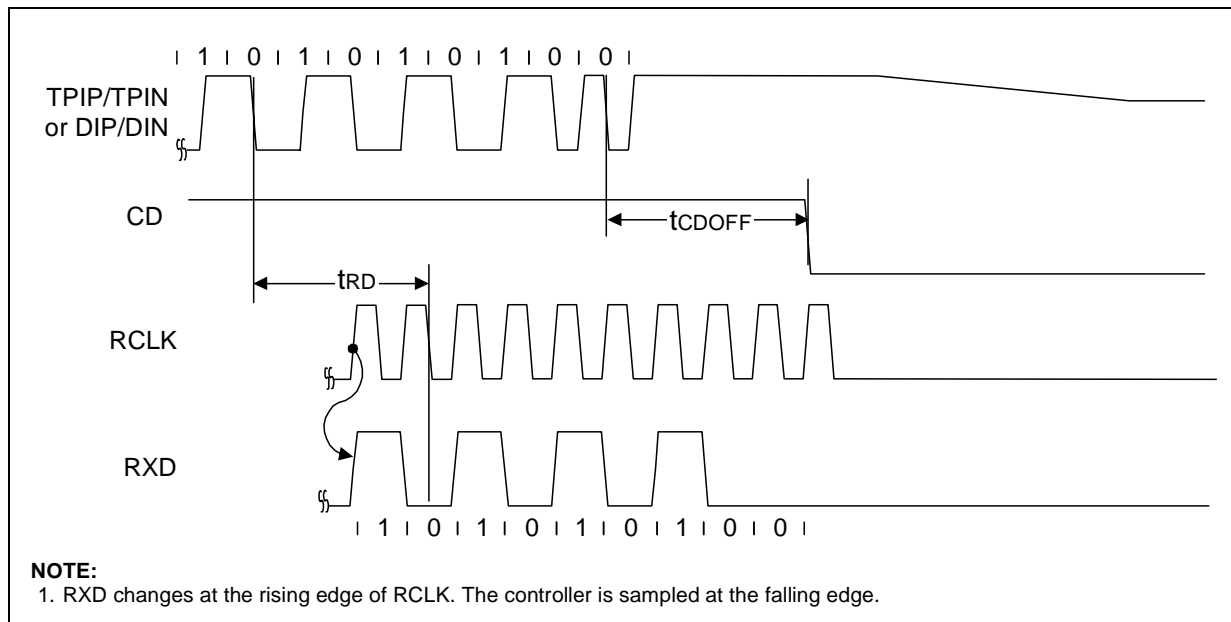 1 0 1 0 1 0 1 0 0
TPIP/TPIN
or DIP/DIN
CD
tCDOFF
tRD
RCLK
RXD
1 0 1 0 1 0 1 0 0
NOTE:
1. RXD changes at the rising edge of RCLK. The controller is sampled at the falling edge.